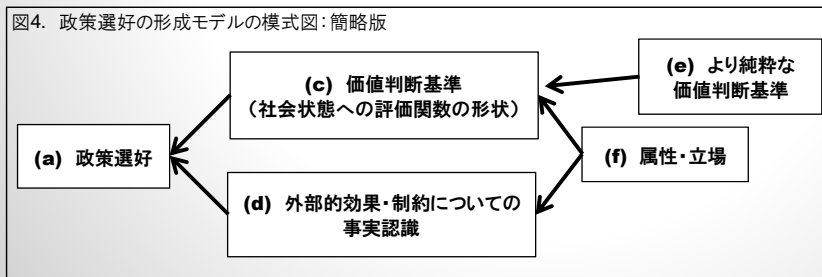 図4. 政策選好の形成モデルの模式図：簡略版
(c) 価値判断基準
（社会状態への評価関数の形状）
(e) より純粋な
価値判断基準
(a) 政策選好
(f) 属性・立場
(d) 外部的効果・制約についての
事実認識